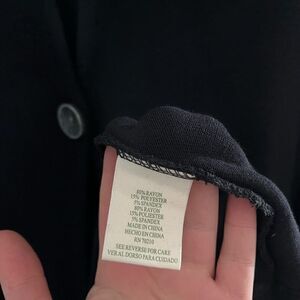 80% RAYON
15% POLYESTER
5% SPANDEX
80% RAYON
15% POLIESTER
5% SPANDEX
MADE IN CHINA
HECHO EN CHINA
RN 78210
SEE REVERSE FOR CARE
VER AL DORSO PARA CUIDADO